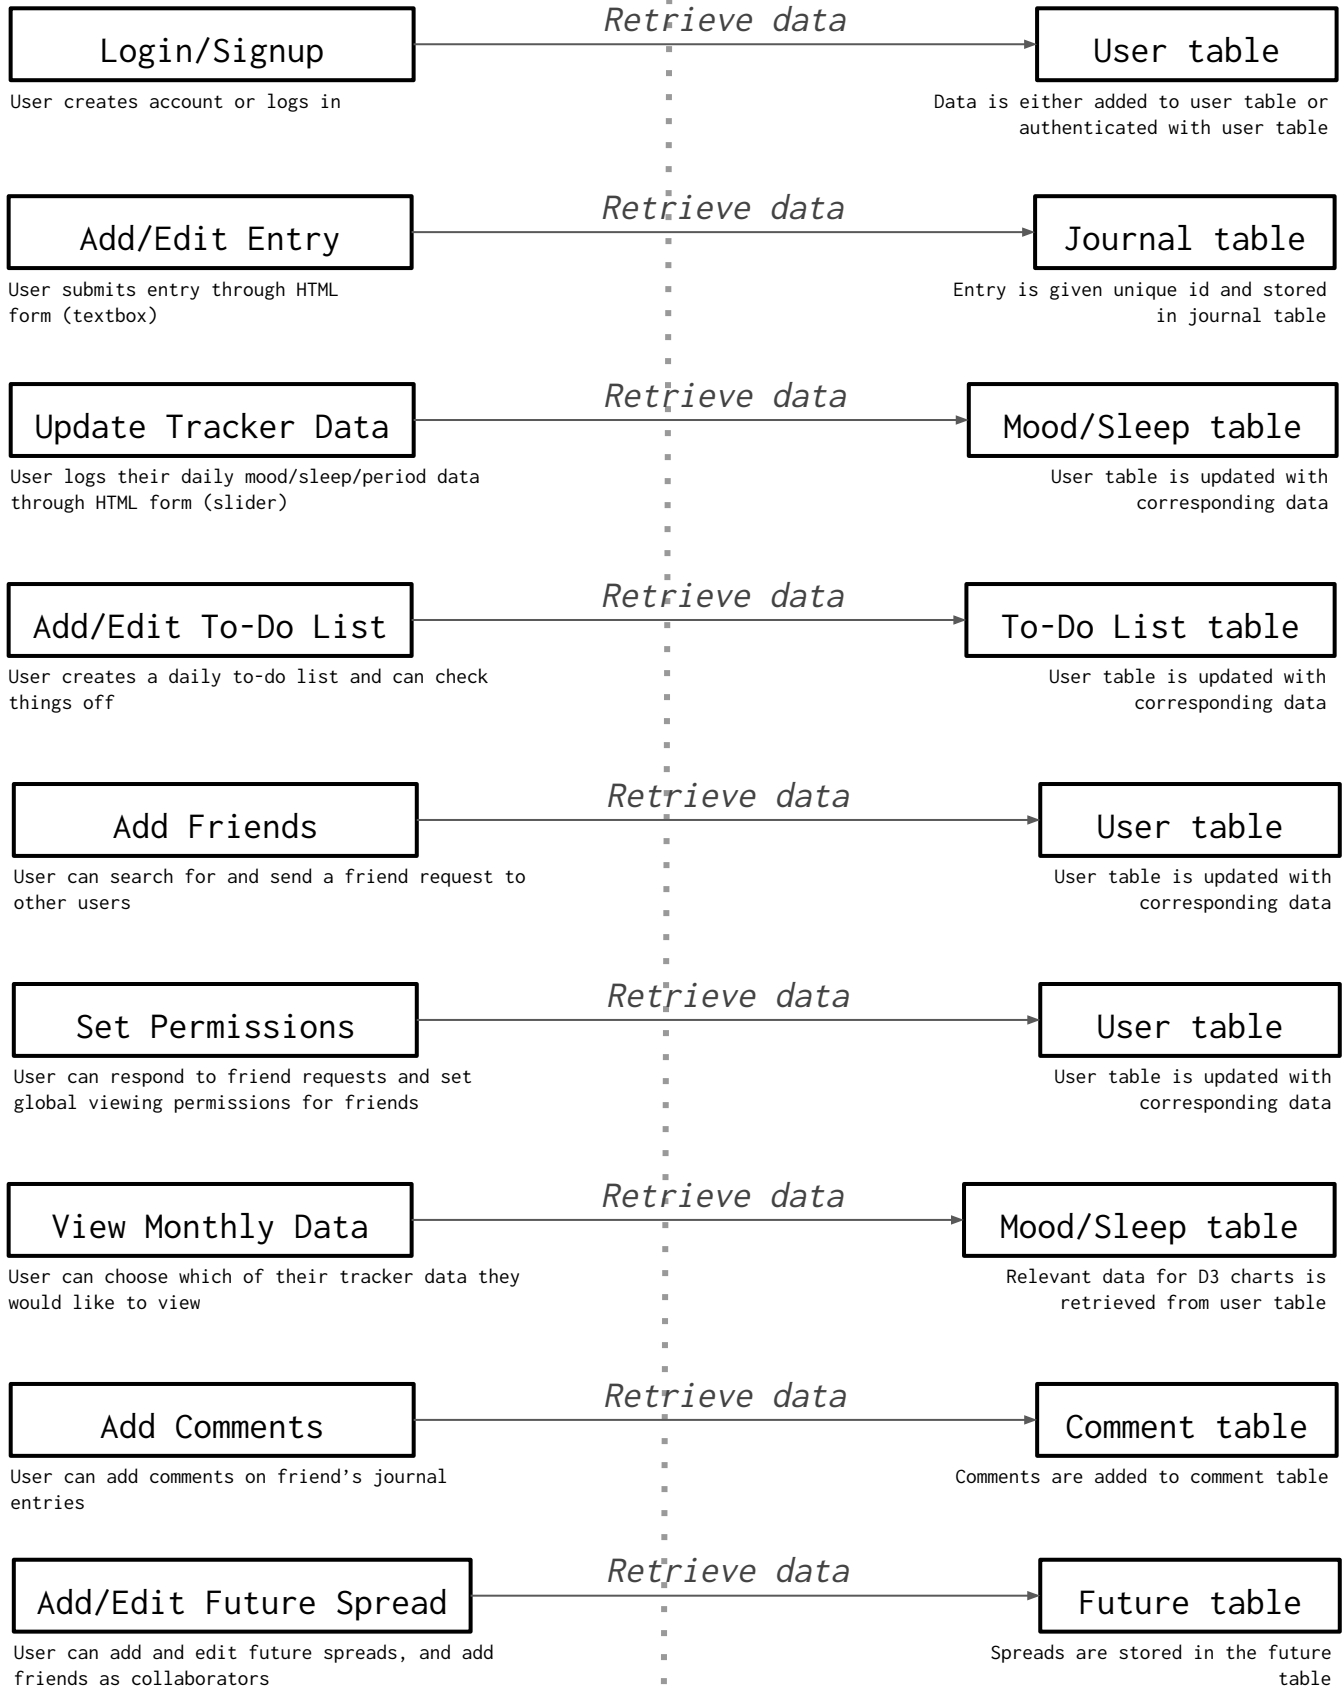 Retrieve data
Login/Signup
User table
User creates account or logs in
Data is either added to user table or
authenticated with user table
Retrieve data
Add/Edit Entry
Journal table
User submits entry through HTML
form (textbox)
Entry is given unique id and stored
in journal table
Retrieve data
Update Tracker Data
Mood/Sleep table
User logs their daily mood/sleep/period data
through HTML form (slider)
User table is updated with
corresponding data
Retrieve data
Add/Edit To-Do List
To-Do List table
User creates a daily to-do list and can check
things off
User table is updated with
corresponding data
Retrieve data
Add Friends
User table
User can search for and send a friend request to
other users
User table is updated with
corresponding data
Retrieve data
Set Permissions
User table
User can respond to friend requests and set
global viewing permissions for friends
User table is updated with
corresponding data
Retrieve data
View Monthly Data
Mood/Sleep table
User can choose which of their tracker data they
would like to view
Relevant data for D3 charts is
retrieved from user table
Retrieve data
Add Comments
Comment table
User can add comments on friend’s journal
entries
Comments are added to comment table
Retrieve data
Add/Edit Future Spread
Future table
User can add and edit future spreads, and add
friends as collaborators
Spreads are stored in the future
table